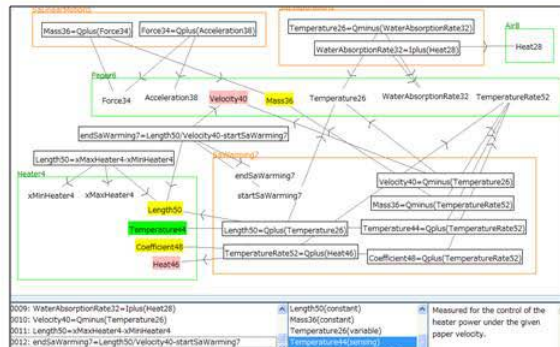 Mass36=Qplus(Force34)
Force34=Qplus(Acceleration38)
Temperature26=Qminus(WaterAbsorptionRate32)
WaterAbsorptionRate32=Iplus(Heat28)
Air8
Heat28
Paper6
Force34
Acceleration38
Velocity40
Mass36
Temperature26
WaterAbsorptionRate32
TemperatureRate52
endSaWarming7=Length50/Velocity40-startSaWarming7
Length50=xMaxHeater4-xMinHeater4
SaWarming7
endSaWarming7
startSaWarming7
Heater4
xMinHeater4
xMaxHeater4
Length50
Temperature44
Coefficient48
Heat46
Velocity40=Qminus(Temperature26)
Mass36=Qminus(TemperatureRate52)
Length50=Qplus(Temperature26)
Temperature44=Qplus(TemperatureRate52)
TemperatureRate52=Qplus(Heat46)
Coefficient48=Qplus(TemperatureRate52)
0009: WaterAbsorptionRate32=Iplus(Heat28)
0010: Velocity40=Qminus(Temperature26)
0011: Length50=xMaxHeater4-xMinHeater4
0012: endSaWarming7=Length50/Velocity40-startSaWarming7
Length50(constant)
Mass36(constant)
Temperature26(variable)
Temperature44(sensing)
Measured for the control of the
heater power under the given
paper velocity.